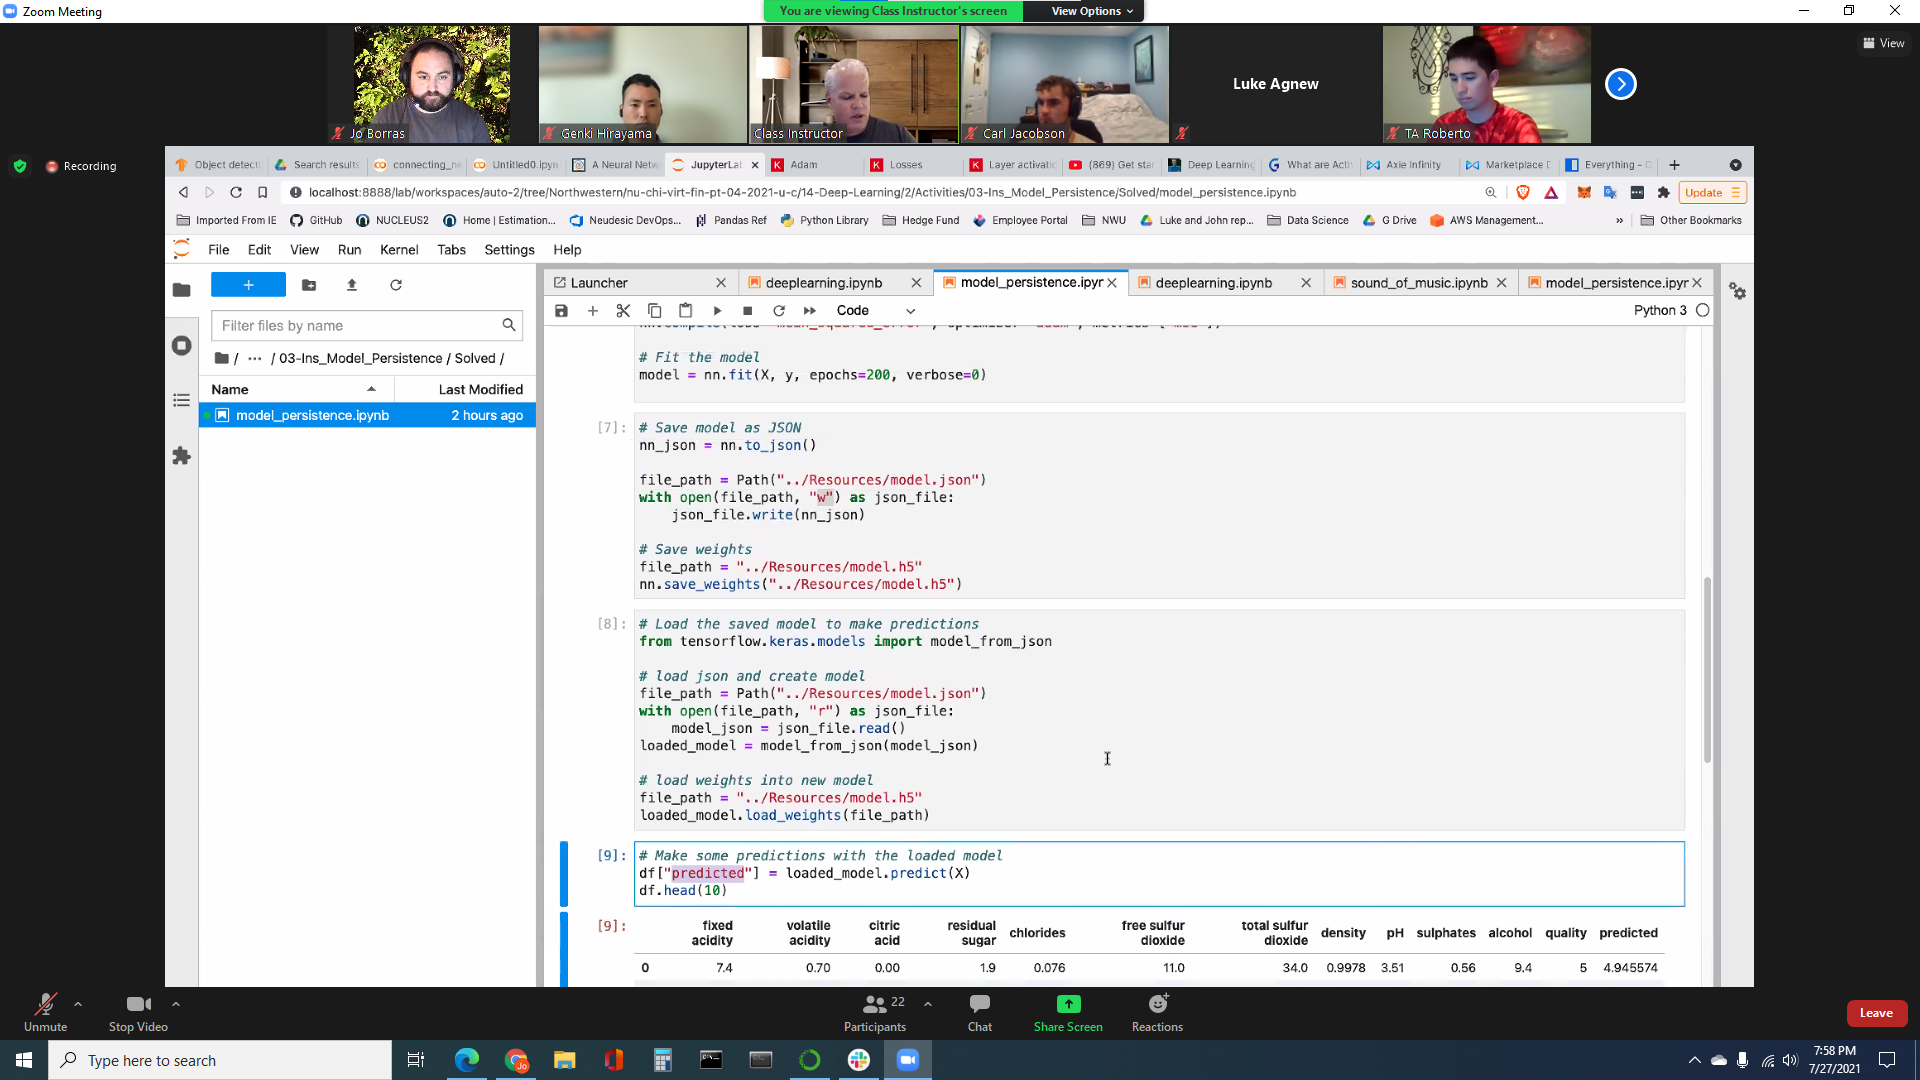 Zoom Meeting
You are viewing Class Instructor's screen
View Options
View
Jo Borras
Genki Hirayama
Class Instructor
Carl Jacobson
Luke Agnew
TA Roberto
Recording
Object detecti
Search results
connecting_ne
Untitled0.ipyn
A Neural Netw
JupyterLab
Adam
Losses
Layer activatio
(869) Get star
Deep Learning
What are Acti
Axie Infinity
Marketplace
Everything - D
localhost:8888/lab/workspaces/auto-2/tree/Northwestern/nu-chi-virt-fin-pt-04-2021-u-c/14-Deep-Learning/2/Activities/03-Ins_Model_Persistence/Solved/model_persistence.ipynb
Update
Imported From IE
GitHub
NUCLEUS2
Home | Estimation...
Neudesic DevOps...
Pandas Ref
Python Library
Hedge Fund
Employee Portal
NWU
Luke and John rep...
Data Science
G Drive
AWS Management...
»
Other Bookmarks
File Edit View Run Kernel Tabs Settings Help
Launcher
deeplearning.ipynb
model_persistence.ipyr
deeplearning.ipynb
sound_of_music.ipynb
model_persistence.ipyr
Code
Python 3
Filter files by name
/ ··· / 03-Ins_Model_Persistence / Solved /
Name Last Modified
model_persistence.ipynb 2 hours ago
# Fit the model
model = nn.fit(X, y, epochs=200, verbose=0)
[7]: # Save model as JSON
nn_json = nn.to_json()
file_path = Path("../Resources/model.json")
with open(file_path, "w") as json_file:
json_file.write(nn_json)
# Save weights
file_path = "../Resources/model.h5"
nn.save_weights("../Resources/model.h5")
[8]: # Load the saved model to make predictions
from tensorflow.keras.models import model_from_json
# load json and create model
file_path = Path("../Resources/model.json")
with open(file_path, "r") as json_file:
model_json = json_file.read()
loaded_model = model_from_json(model_json)
# load weights into new model
file_path = "../Resources/model.h5"
loaded_model.load_weights(file_path)
[9]: # Make some predictions with the loaded model
df["predicted"] = loaded_model.predict(X)
df.head(10)
[9]: fixed acidity volatile acidity citric acid residual sugar chlorides free sulfur dioxide total sulfur dioxide density pH sulphates alcohol quality predicted
0 7.4 0.70 0.00 1.9 0.076 11.0 34.0 0.9978 3.51 0.56 9.4 5 4.945574
Unmute
Stop Video
22
Participants
Chat
Share Screen
Reactions
Leave
Type here to search
7:58 PM
7/27/2021